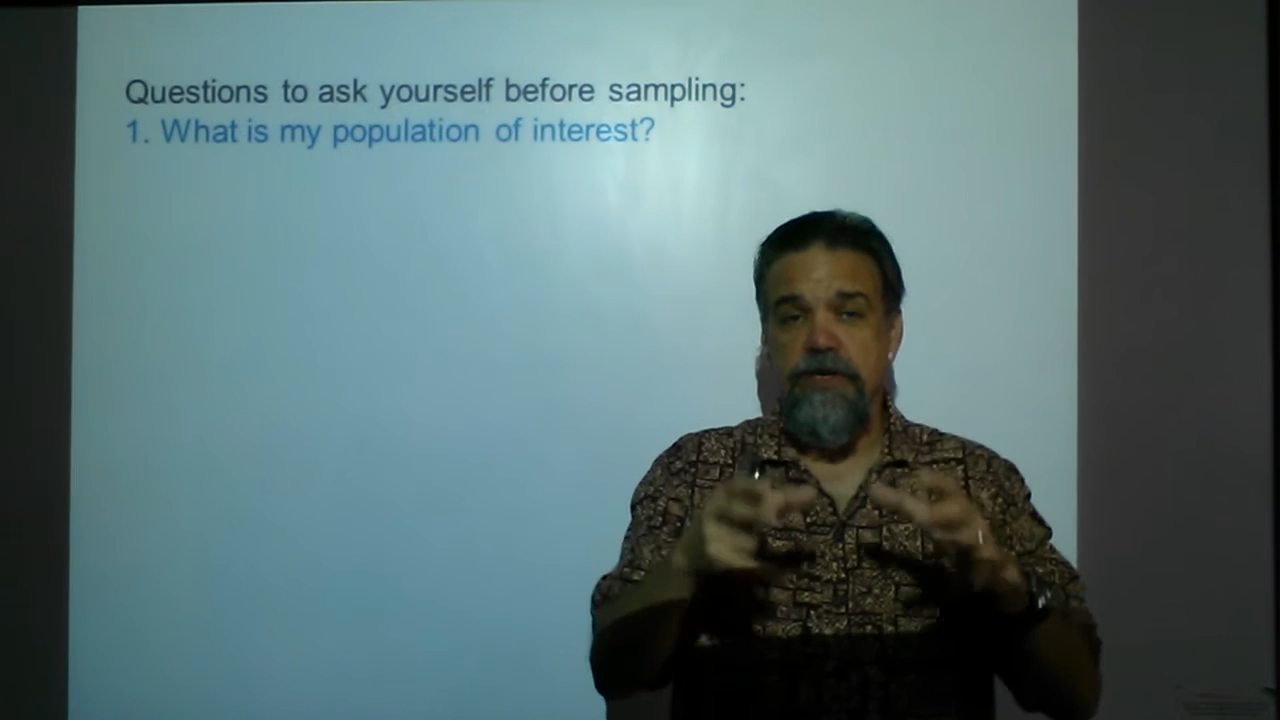 Questions to ask yourself before sampling:
1. What is my population of interest?